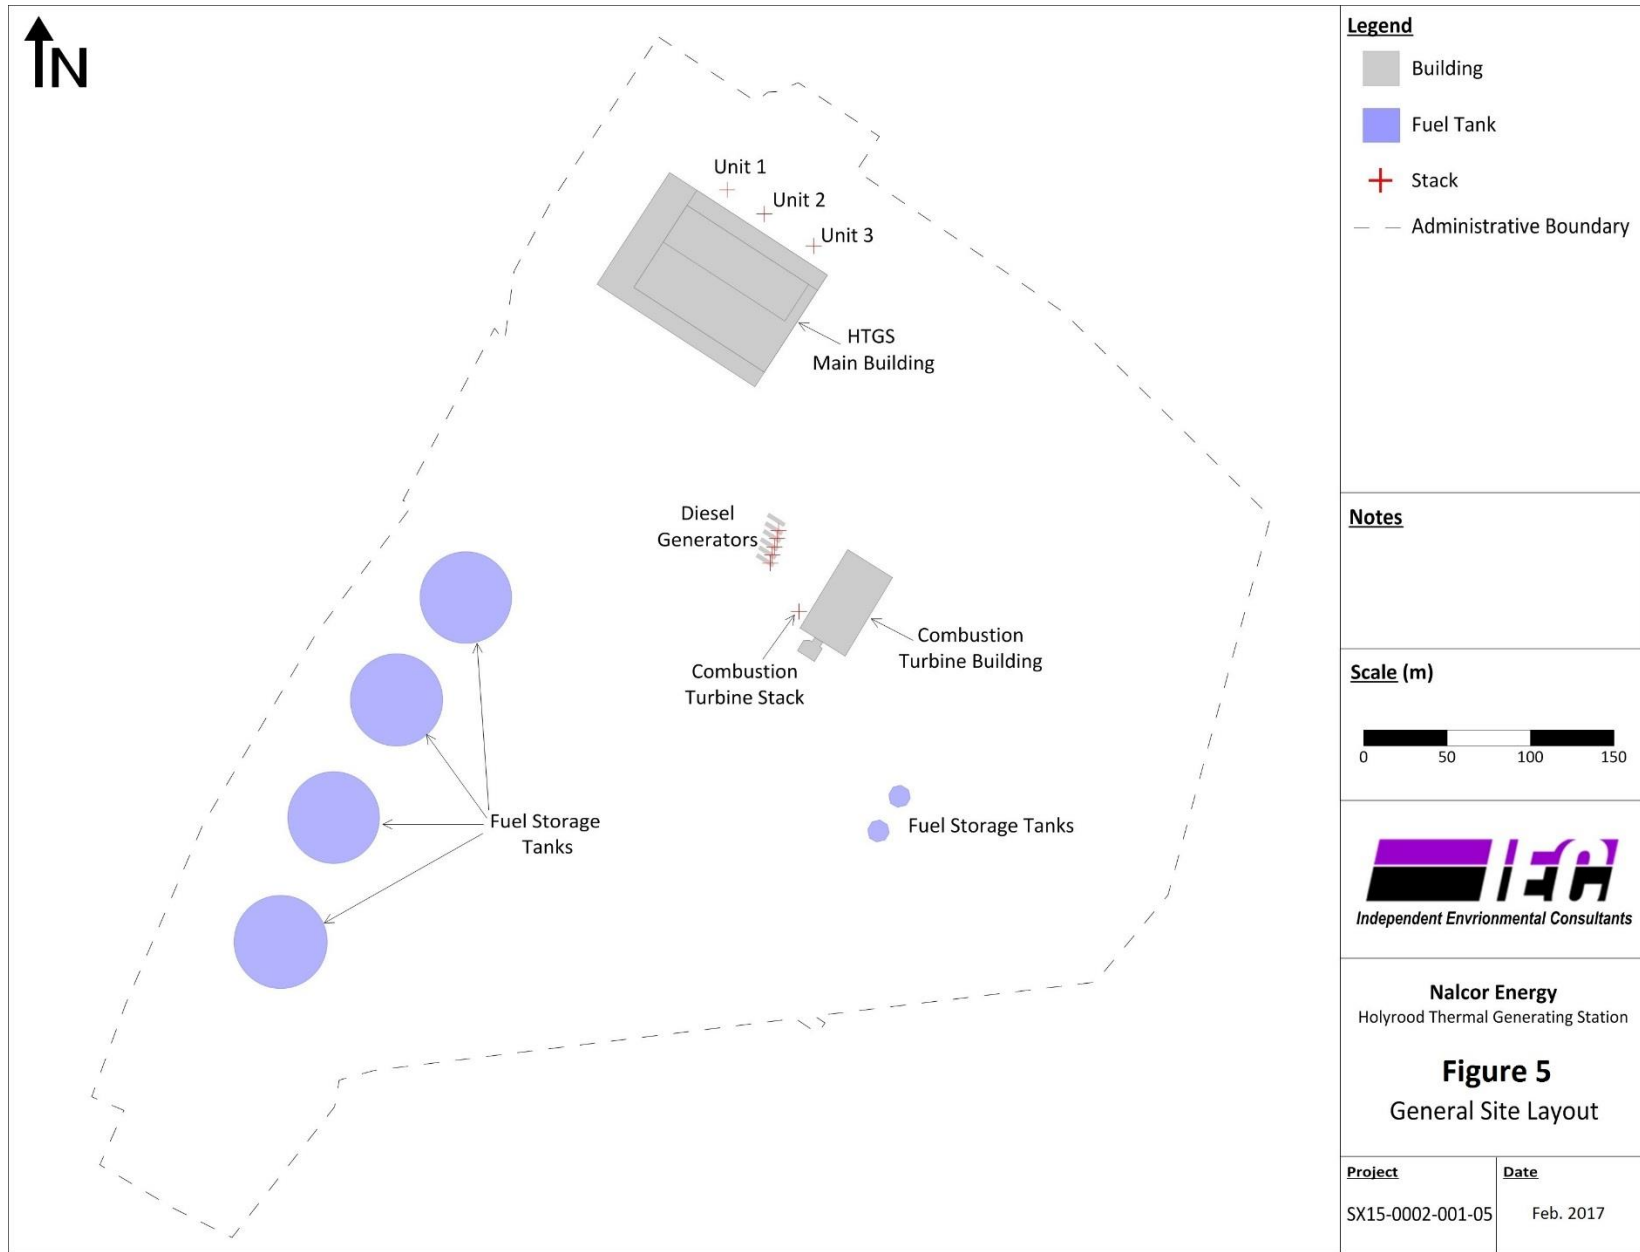 N
Unit 1
Unit 2
Unit 3
HTGS
Main Building
Diesel
Generators
Combustion
Turbine Building
Combustion
Turbine Stack
Fuel Storage
Tanks
Fuel Storage Tanks
Legend
Building
Fuel Tank
Stack
Administrative Boundary
Notes
Scale (m)
0 50 100 150
IEC
Independent Envrionmental Consultants
Nalcor Energy
Holyrood Thermal Generating Station
Figure 5
General Site Layout
Project
SX15-0002-001-05
Date
Feb. 2017